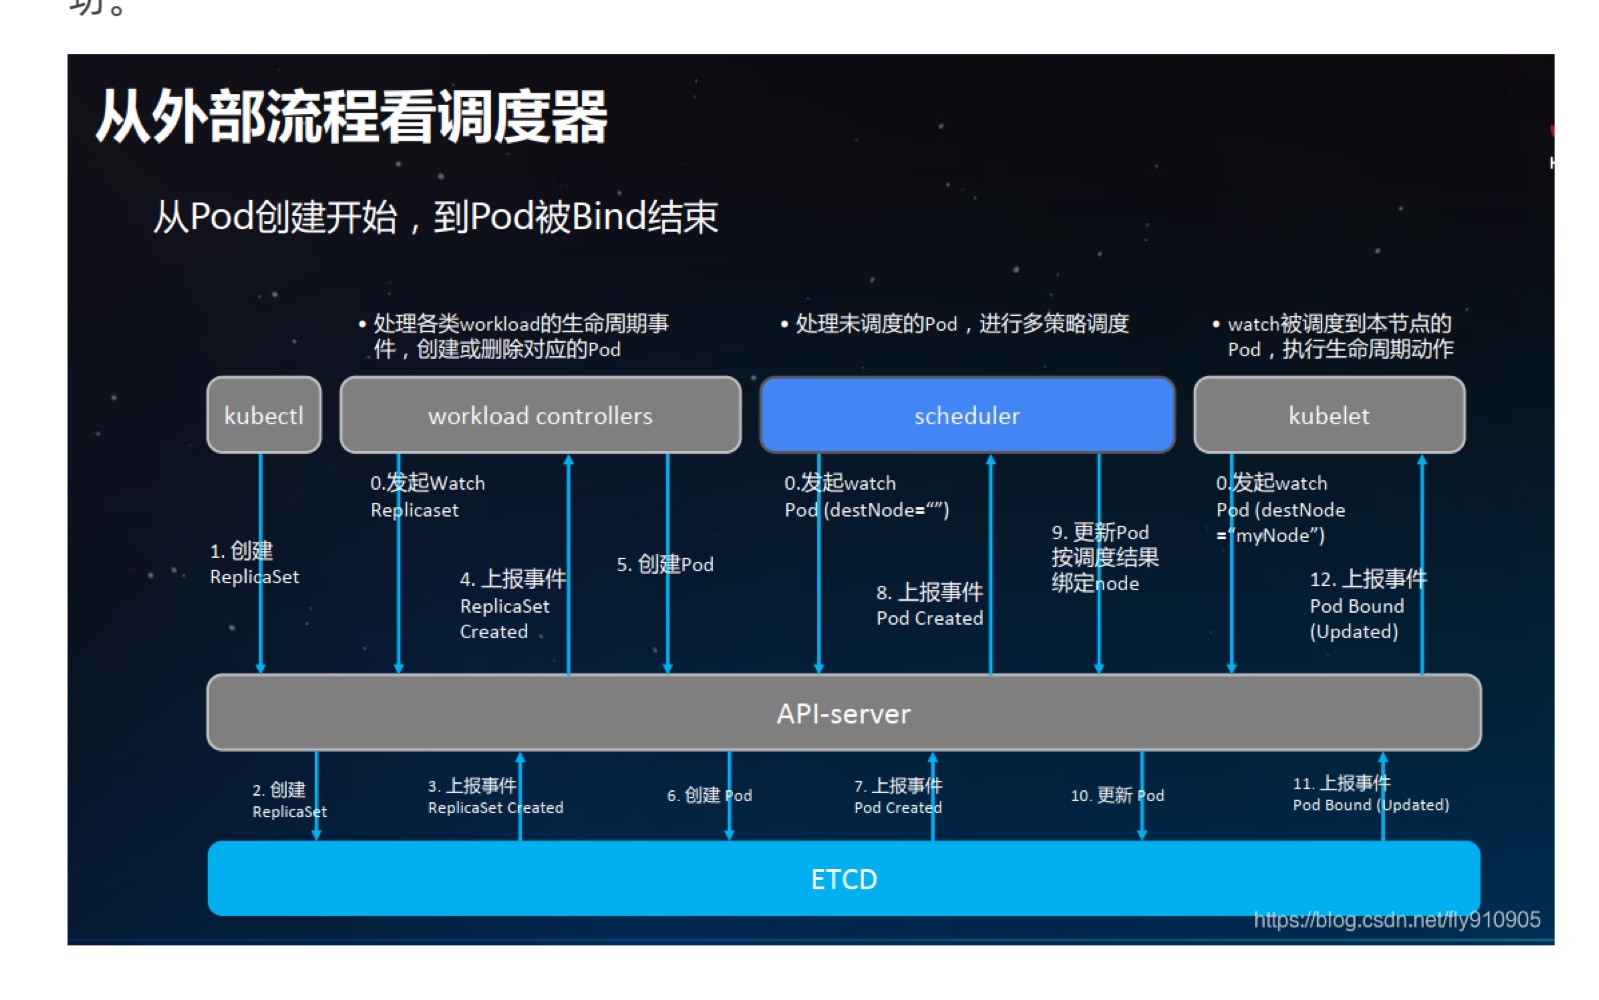 功。
从外部流程看调度器
从Pod创建开始，到Pod被Bind结束
• 处理各类workload的生命周期事
件，创建或删除对应的Pod
• 处理未调度的Pod，进行多策略调度
• watch被调度到本节点的
Pod，执行生命周期动作
kubectl
workload controllers
scheduler
kubelet
0.发起Watch
Replicaset
0.发起watch
Pod (destNode=“”)
0.发起watch
Pod (destNode
=“myNode”)
1. 创建
ReplicaSet
4. 上报事件
ReplicaSet
Created
5. 创建Pod
8. 上报事件
Pod Created
9. 更新Pod
按调度结果
绑定node
12. 上报事件
Pod Bound
(Updated)
API-server
2. 创建
ReplicaSet
3. 上报事件
ReplicaSet Created
6. 创建 Pod
7. 上报事件
Pod Created
10. 更新 Pod
11. 上报事件
Pod Bound (Updated)
ETCD
https://blog.csdn.net/fly910905